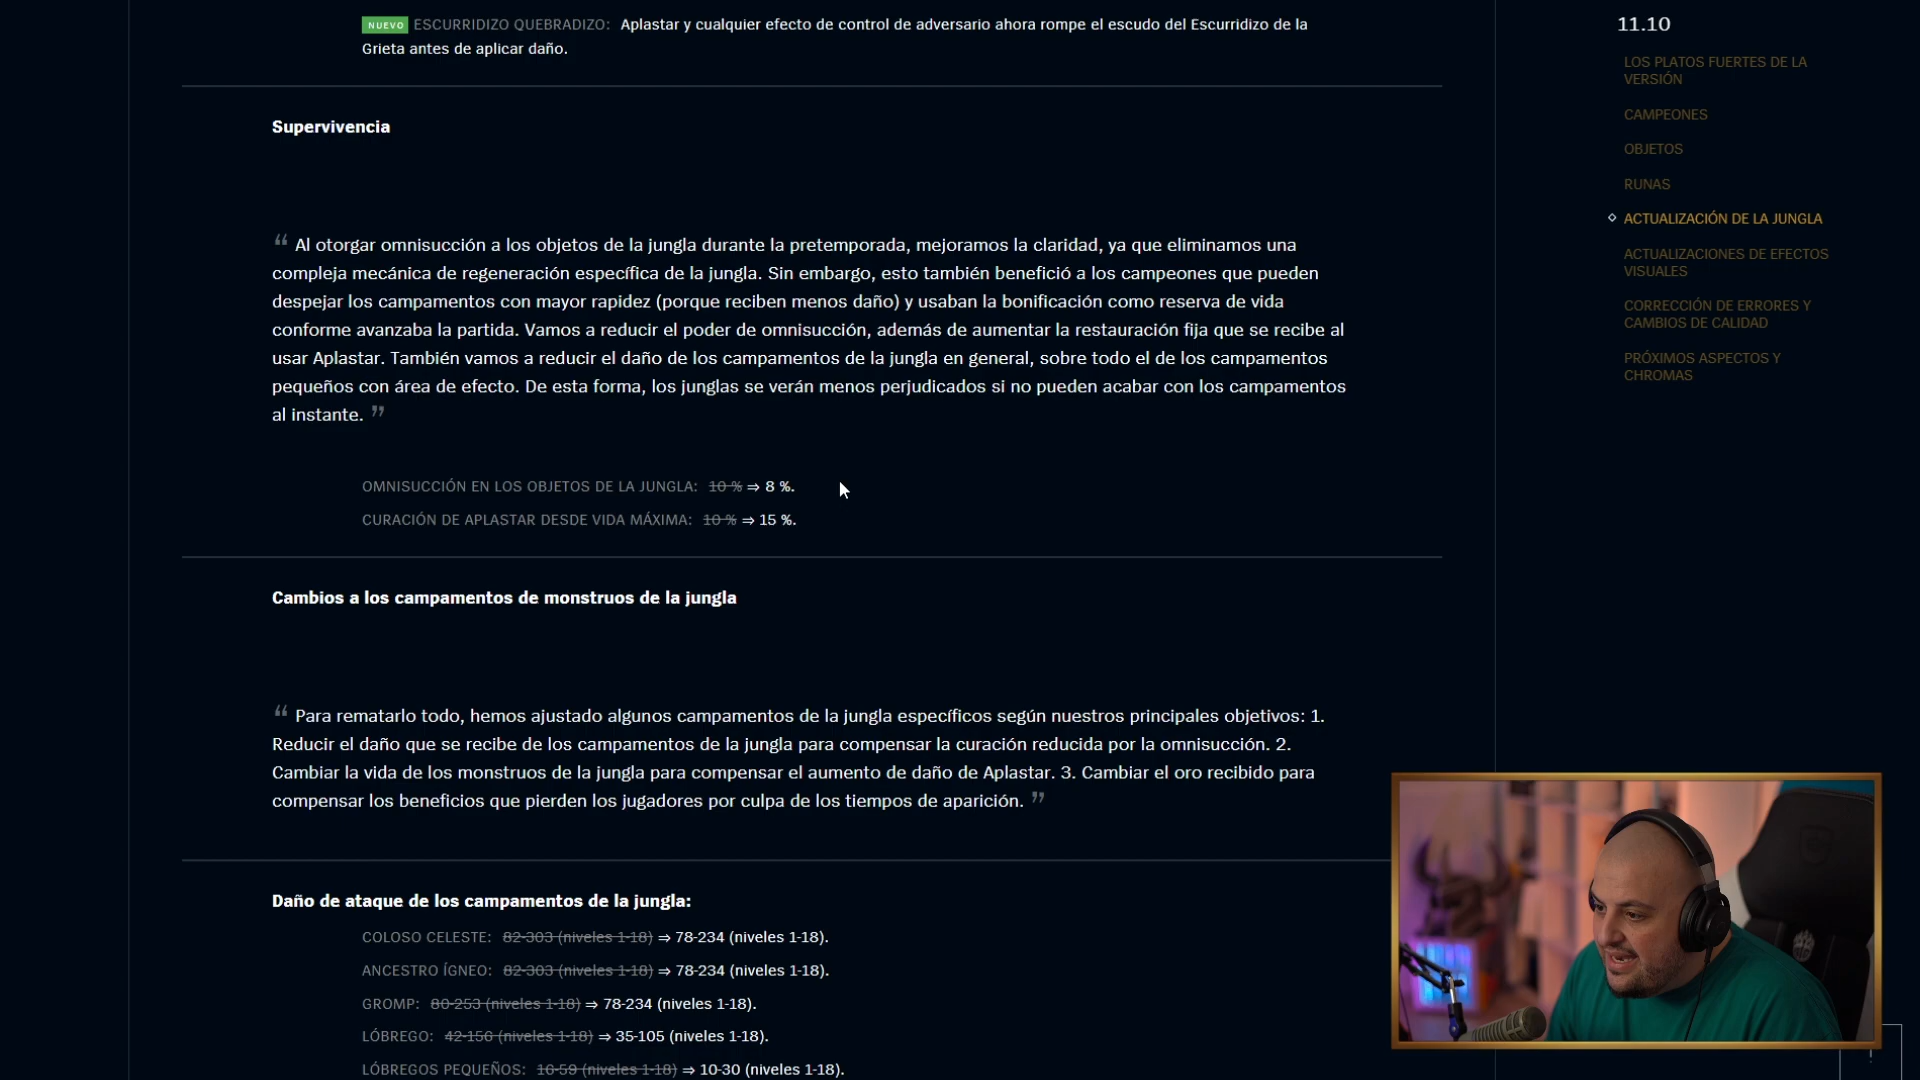 NUEVO ESCURRIDIZO QUEBRADIZO: Aplastar y cualquier efecto de control de adversario ahora rompe el escudo del Escurridizo de la
Grieta antes de aplicar daño.
Supervivencia
“ Al otorgar omnisucción a los objetos de la jungla durante la pretemporada, mejoramos la claridad, ya que eliminamos una
compleja mecánica de regeneración específica de la jungla. Sin embargo, esto también benefició a los campeones que pueden
despejar los campamentos con mayor rapidez (porque reciben menos daño) y usaban la bonificación como reserva de vida
conforme avanzaba la partida. Vamos a reducir el poder de omnisucción, además de aumentar la restauración fija que se recibe al
usar Aplastar. También vamos a reducir el daño de los campamentos de la jungla en general, sobre todo el de los campamentos
pequeños con área de efecto. De esta forma, los junglas se verán menos perjudicados si no pueden acabar con los campamentos
al instante. ”
OMNISUCCIÓN EN LOS OBJETOS DE LA JUNGLA: 10 % ⇒ 8 %.
CURACIÓN DE APLASTAR DESDE VIDA MÁXIMA: 10 % ⇒ 15 %.
Cambios a los campamentos de monstruos de la jungla
“ Para rematarlo todo, hemos ajustado algunos campamentos de la jungla específicos según nuestros principales objetivos: 1.
Reducir el daño que se recibe de los campamentos de la jungla para compensar la curación reducida por la omnisucción. 2.
Cambiar la vida de los monstruos de la jungla para compensar el aumento de daño de Aplastar. 3. Cambiar el oro recibido para
compensar los beneficios que pierden los jugadores por culpa de los tiempos de aparición. ”
Daño de ataque de los campamentos de la jungla:
COLOSO CELESTE: 82-303 (niveles 1-18) ⇒ 78-234 (niveles 1-18).
ANCESTRO ÍGNEO: 82-303 (niveles 1-18) ⇒ 78-234 (niveles 1-18).
GROMP: 80-253 (niveles 1-18) ⇒ 78-234 (niveles 1-18).
LÓBREGO: 42-156 (niveles 1-18) ⇒ 35-105 (niveles 1-18).
LÓBREGOS PEQUEÑOS: 16-59 (niveles 1-18) ⇒ 10-30 (niveles 1-18).
11.10
LOS PLATOS FUERTES DE LA
VERSIÓN
CAMPEONES
OBJETOS
RUNAS
ACTUALIZACIÓN DE LA JUNGLA
ACTUALIZACIONES DE EFECTOS
VISUALES
CORRECCIÓN DE ERRORES Y
CAMBIOS DE CALIDAD
PRÓXIMOS ASPECTOS Y
CHROMAS